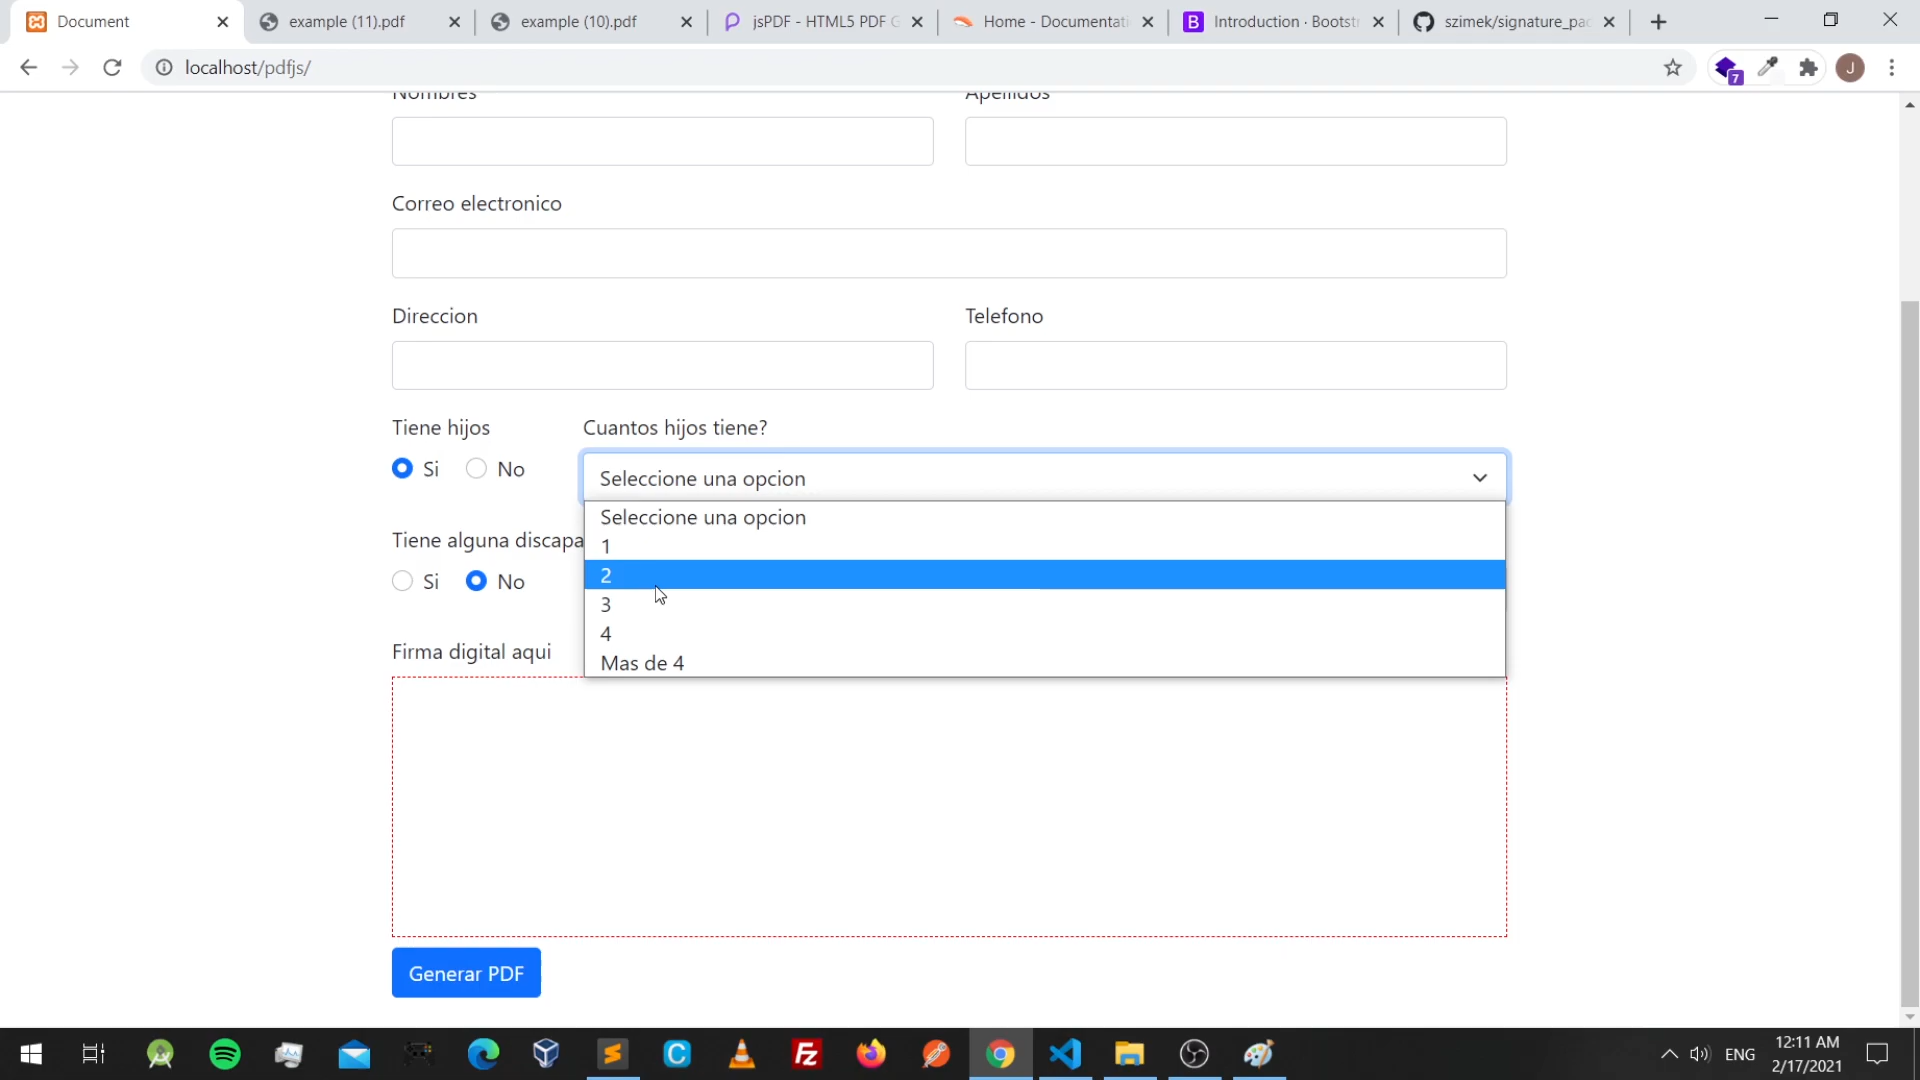 Document
example (11).pdf
example (10).pdf
jsPDF - HTML5 PDF G
Home - Documentati
Introduction · Bootstr
szimek/signature_pad
localhost/pdfjs/
7
J
Nombres
Apellidos
Correo electronico
Direccion
Telefono
Tiene hijos
Cuantos hijos tiene?
Si
No
Seleccione una opcion
Seleccione una opcion
1
2
3
4
Mas de 4
Tiene alguna discapa
Si
No
Firma digital aqui
Generar PDF
ENG
12:11 AM
2/17/2021